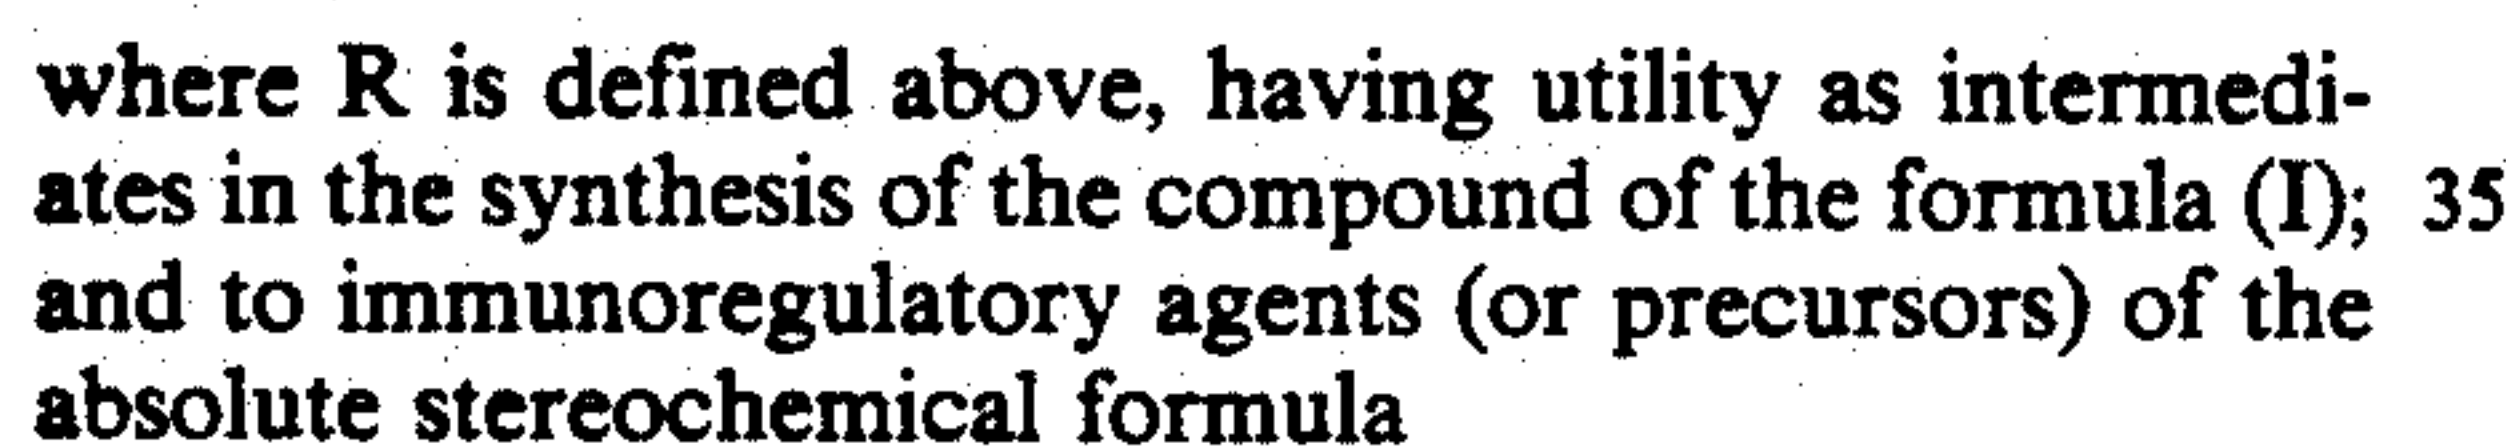 where R is defined above, having utility as intermedi-
ates in the synthesis of the compound of the formula (I); 35
and to immunoregulatory agents (or precursors) of the
absolute stereochemical formula